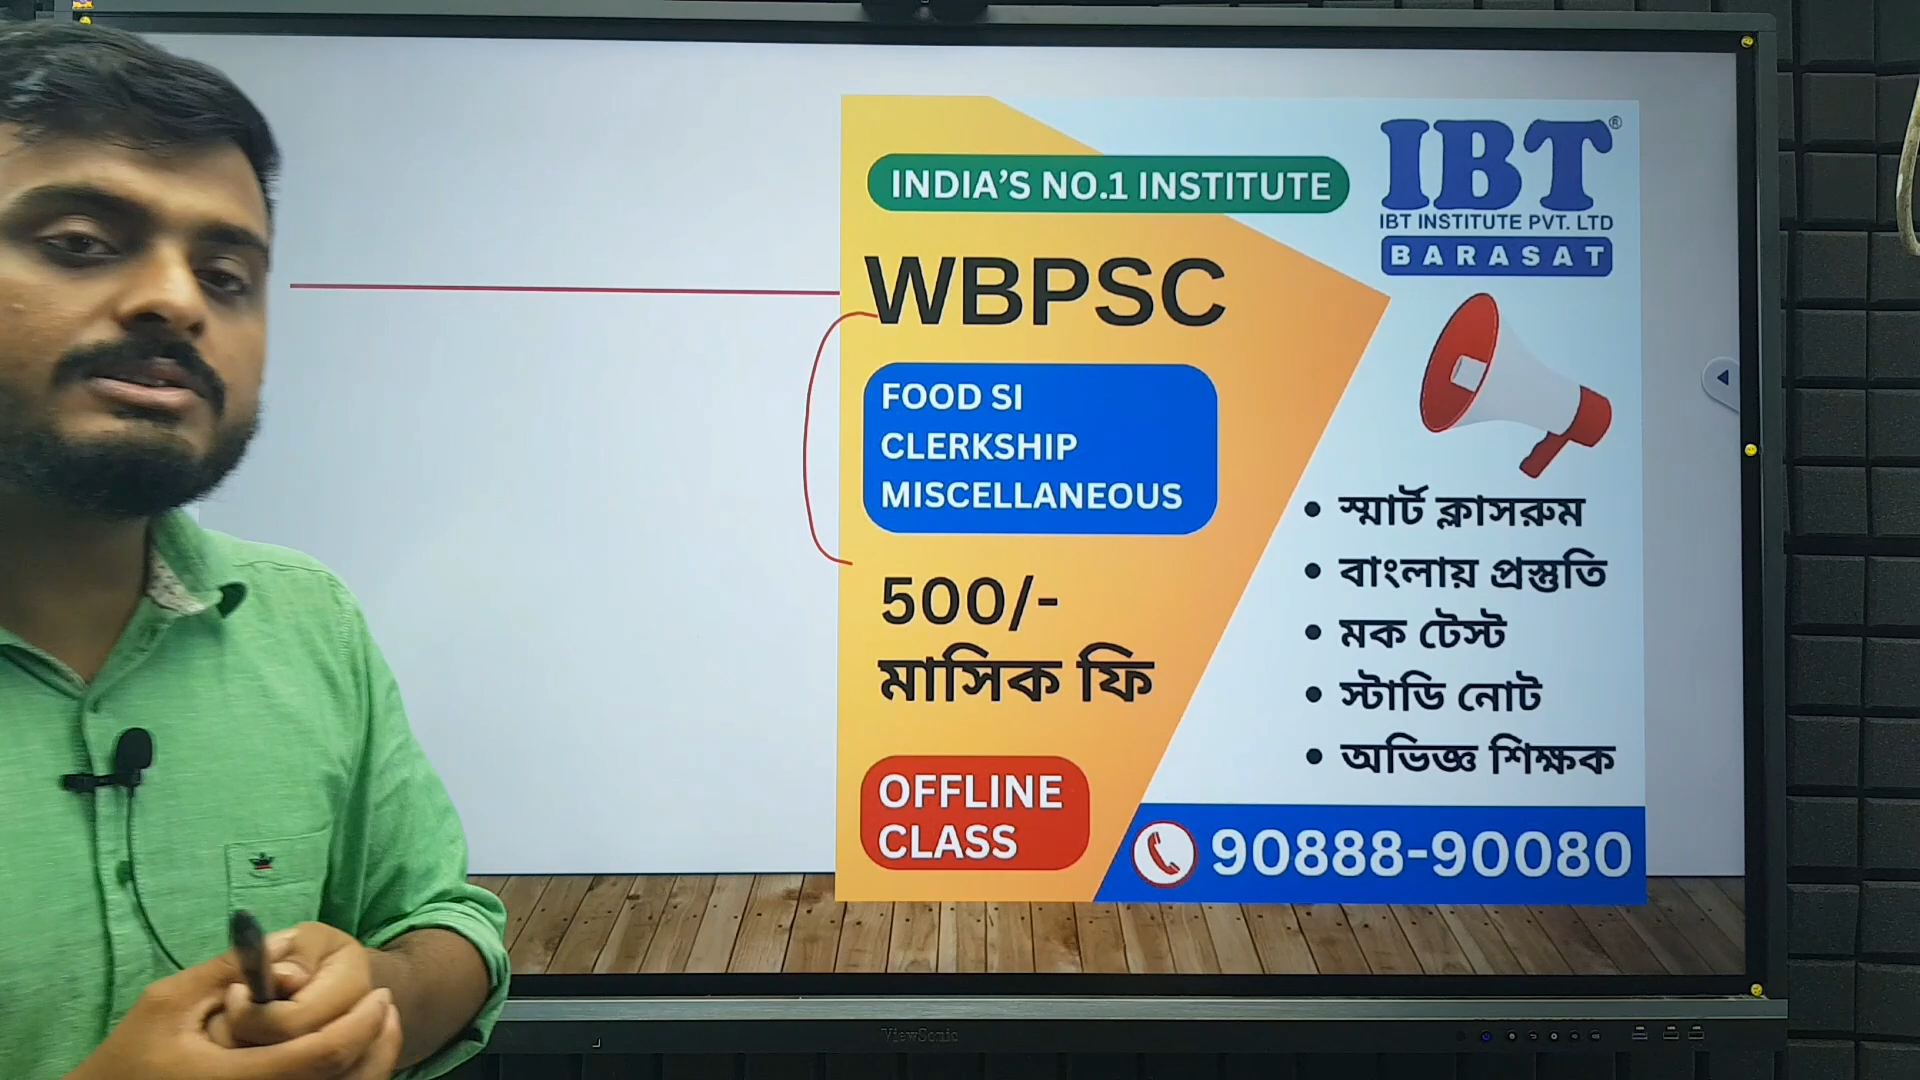 INDIA'S NO.1 INSTITUTE
IBT®
IBT INSTITUTE PVT. LTD
BARASAT
WBPSC
FOOD SI
CLERKSHIP
MISCELLANEOUS
500/-
মাসিক ফি
OFFLINE
CLASS
• স্মার্ট ক্লাসরুম
• বাংলায় প্রস্তুতি
• মক টেস্ট
• স্টাডি নোট
• অভিজ্ঞ শিক্ষক
90888-90080
ViewSonic